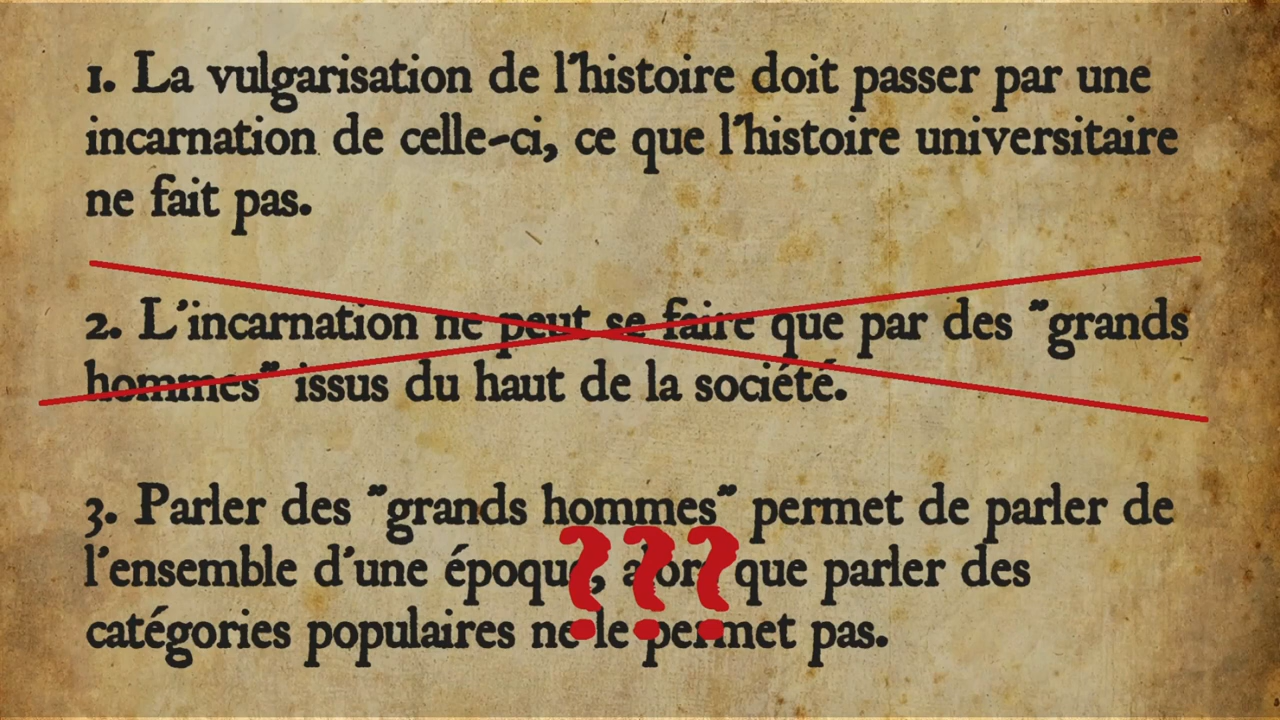 1. La vulgarisation de l'histoire doit passer par une
incarnation de celle-ci, ce que l'histoire universitaire
ne fait pas.
2. L'incarnation ne peut se faire que par des "grands
hommes" issus du haut de la société.
3. Parler des "grands hommes" permet de parler de
l'ensemble d'une époque, alors que parler des
catégories populaires ne le permet pas.
???